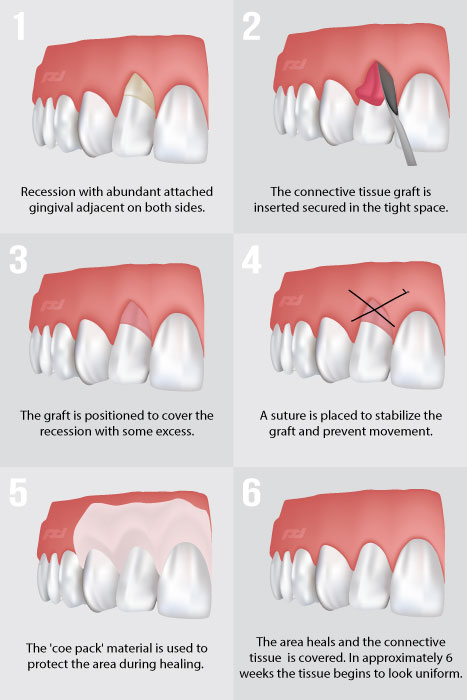 1
Recession with abundant attached
gingival adjacent on both sides.
2
The connective tissue graft is
inserted secured in the tight space.
3
The graft is positioned to cover the
recession with some excess.
4
A suture is placed to stabilize the
graft and prevent movement.
5
The 'coe pack' material is used to
protect the area during healing.
6
The area heals and the connective
tissue is covered. In approximately 6
weeks the tissue begins to look uniform.